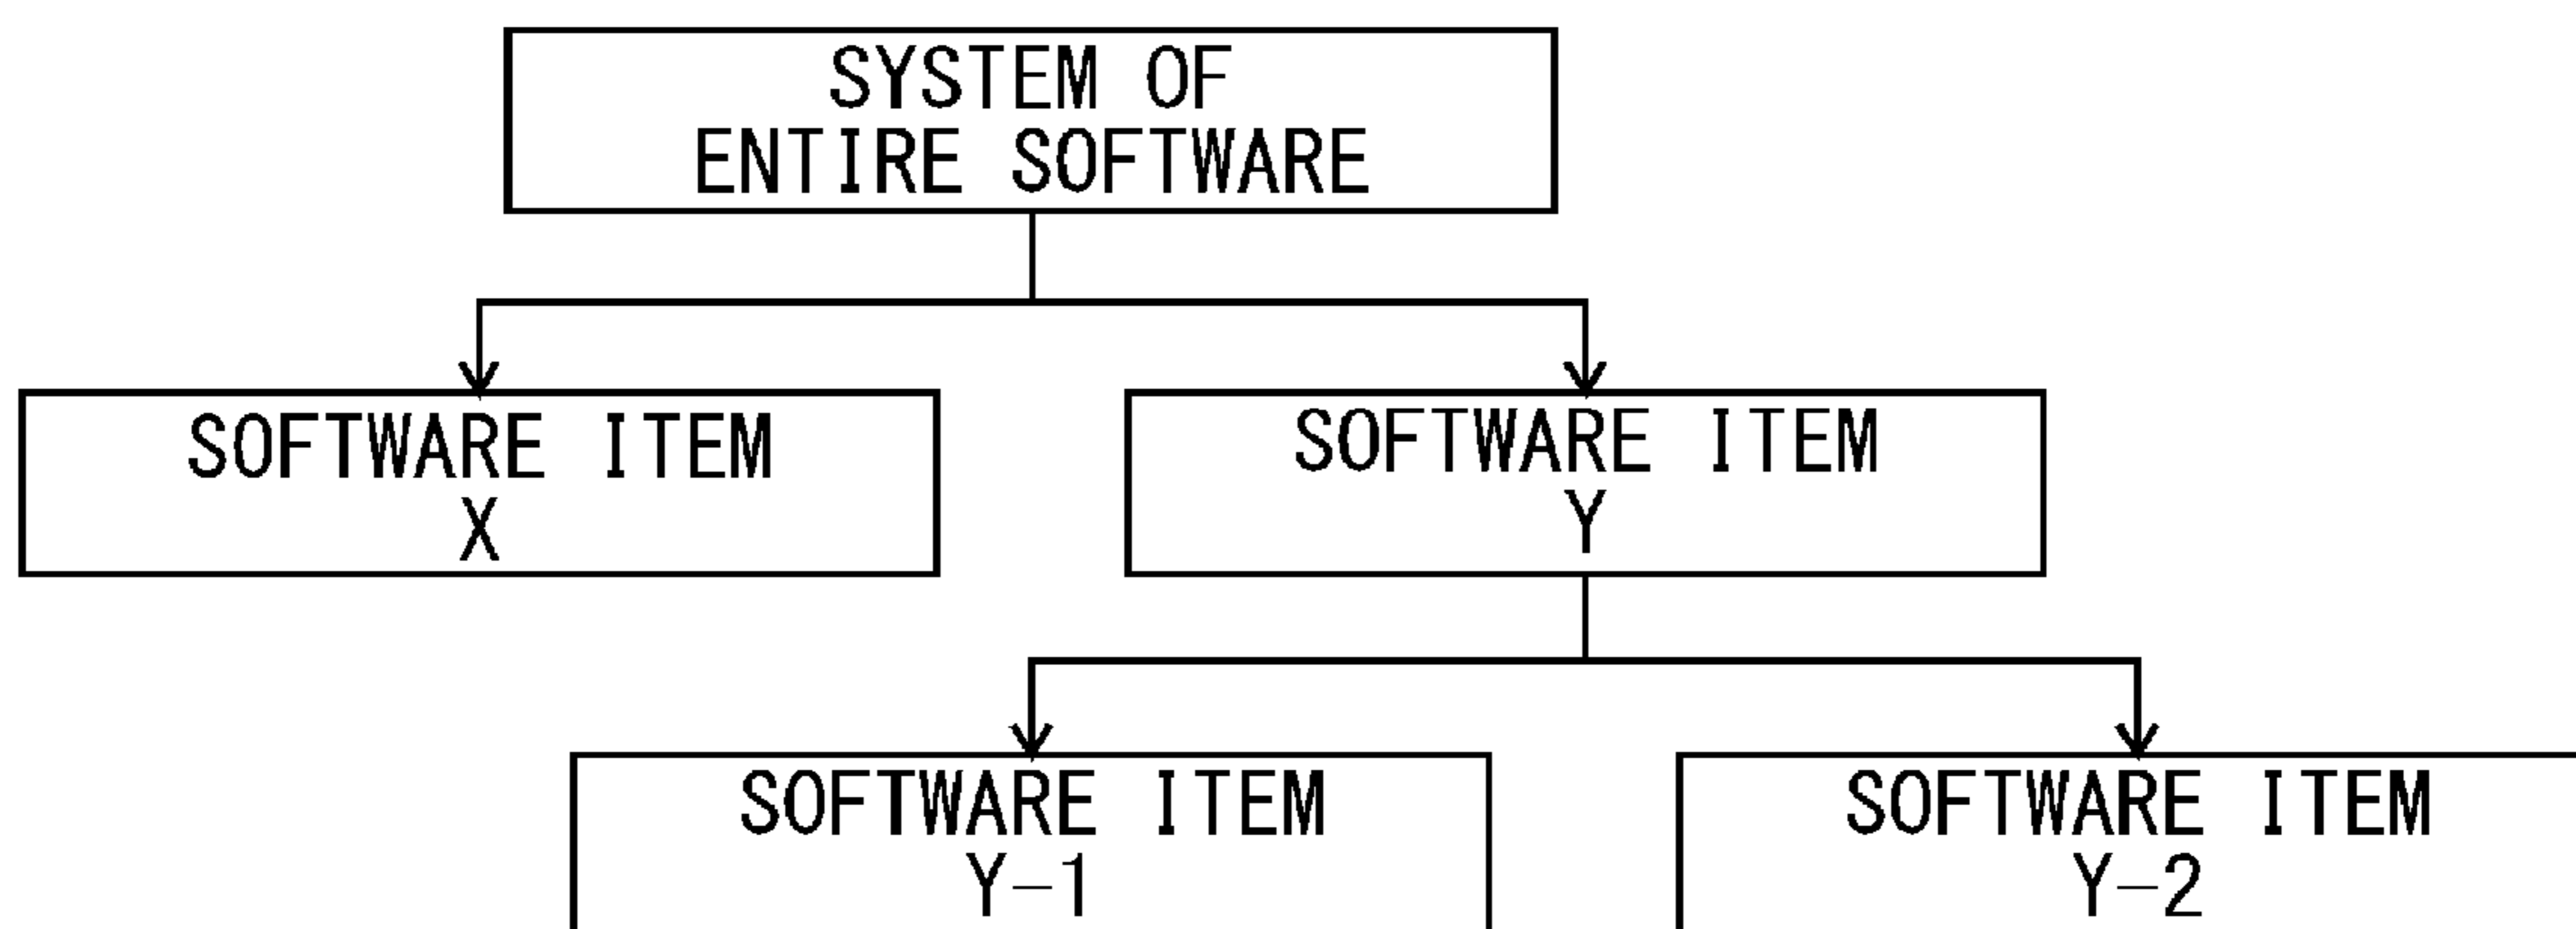 SYSTEM OF
ENTIRE SOFTWARE
SOFTWARE ITEM
X
SOFTWARE ITEM
Y
SOFTWARE ITEM
Y-1
SOFTWARE ITEM
Y-2